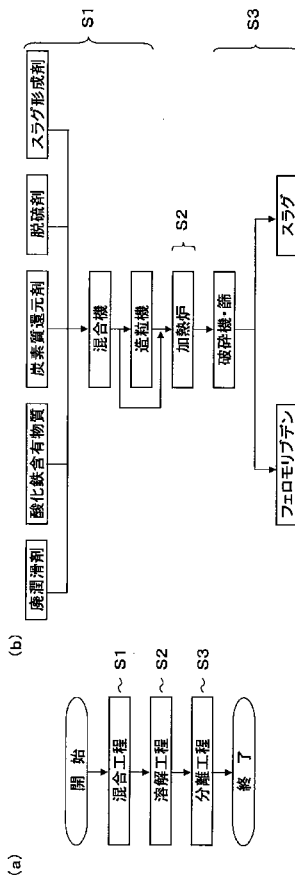 (a)
開 始
混合工程 ～S1
溶解工程 ～S2
分離工程 ～S3
終 了
(b)
廃潤滑剤 酸化鉄含有物質 炭素質還元剤 脱硫剤 スラグ形成剤
混合機
造粒機
S1
加熱炉 S2
破砕機・篩
フェロモリブデン スラグ
S3